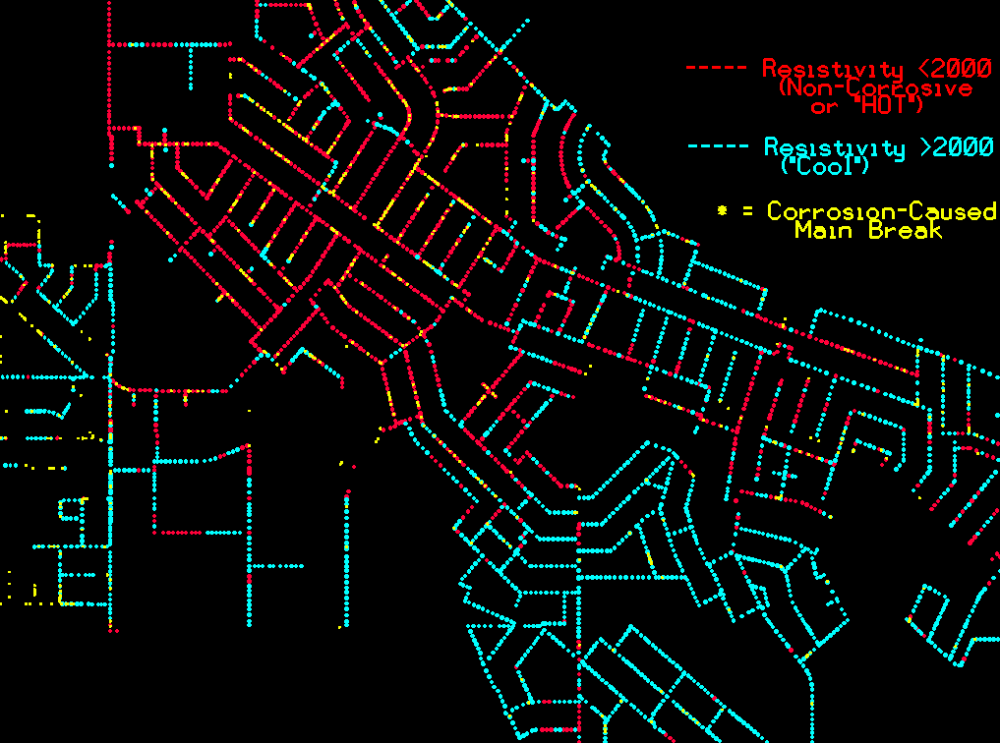 ----- Resistivity <2000
(Non-Corrosive
or "HOT")
----- Resistivity >2000
("Cool")
* = Corrosion-Caused
Main Break